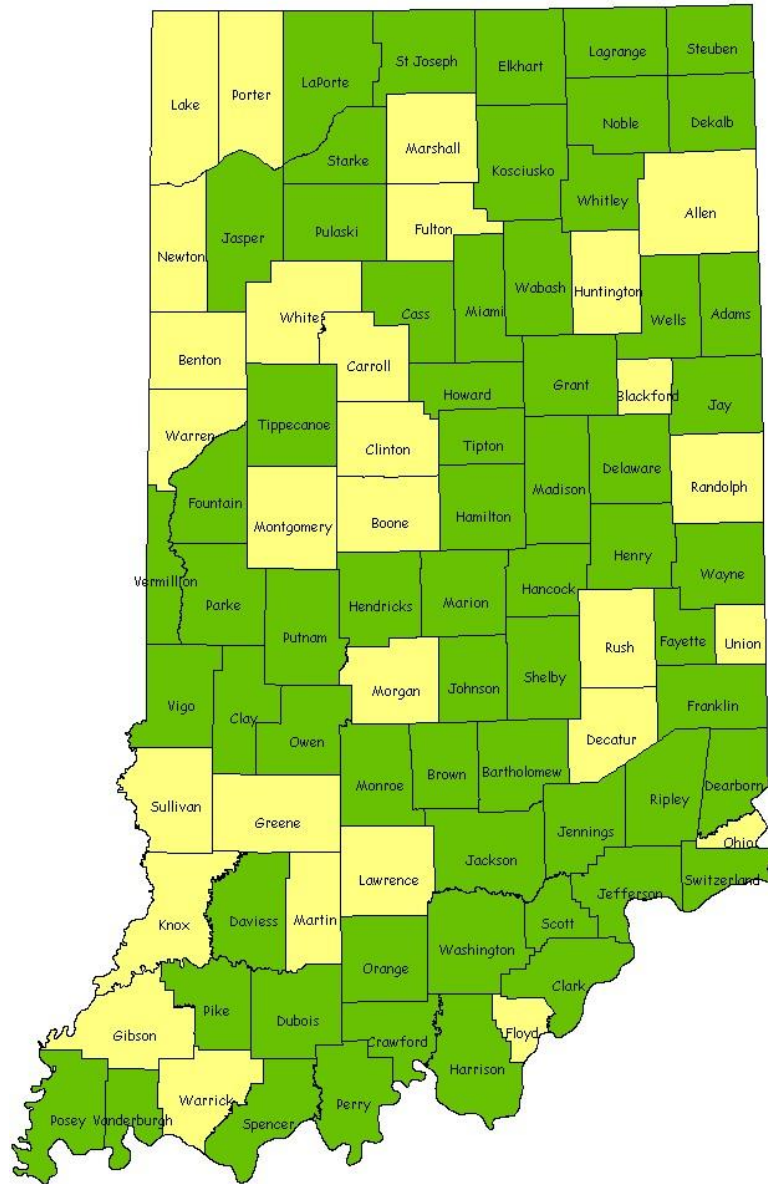 Steuben
Lagrange
St Joseph
Elkhart
LaPorte
Porter
Lake
Noble
Dekalb
Marshall
Starke
Kosciusko
Whitley
Allen
Fulton
Pulaski
Jasper
Newton
Wabash
Huntington
Miami
Cass
White
Wells
Adams
Benton
Carroll
Grant
Howard
Blackford
Jay
Tippecanoe
Warren
Clinton
Tipton
Delaware
Randolph
Madison
Fountain
Montgomery
Boone
Hamilton
Henry
Wayne
Vermillion
Parke
Hendricks
Marion
Hancock
Putnam
Rush
Fayette
Union
Morgan
Johnson
Shelby
Vigo
Clay
Owen
Franklin
Decatur
Monroe
Brown
Bartholomew
Dearborn
Ripley
Sullivan
Greene
Jennings
Ohio
Jackson
Lawrence
Switzerland
Jefferson
Knox
Daviess
Martin
Scott
Washington
Orange
Clark
Pike
Dubois
Gibson
Floyd
Crawford
Harrison
Warrick
Perry
Posey
Vanderburgh
Spencer